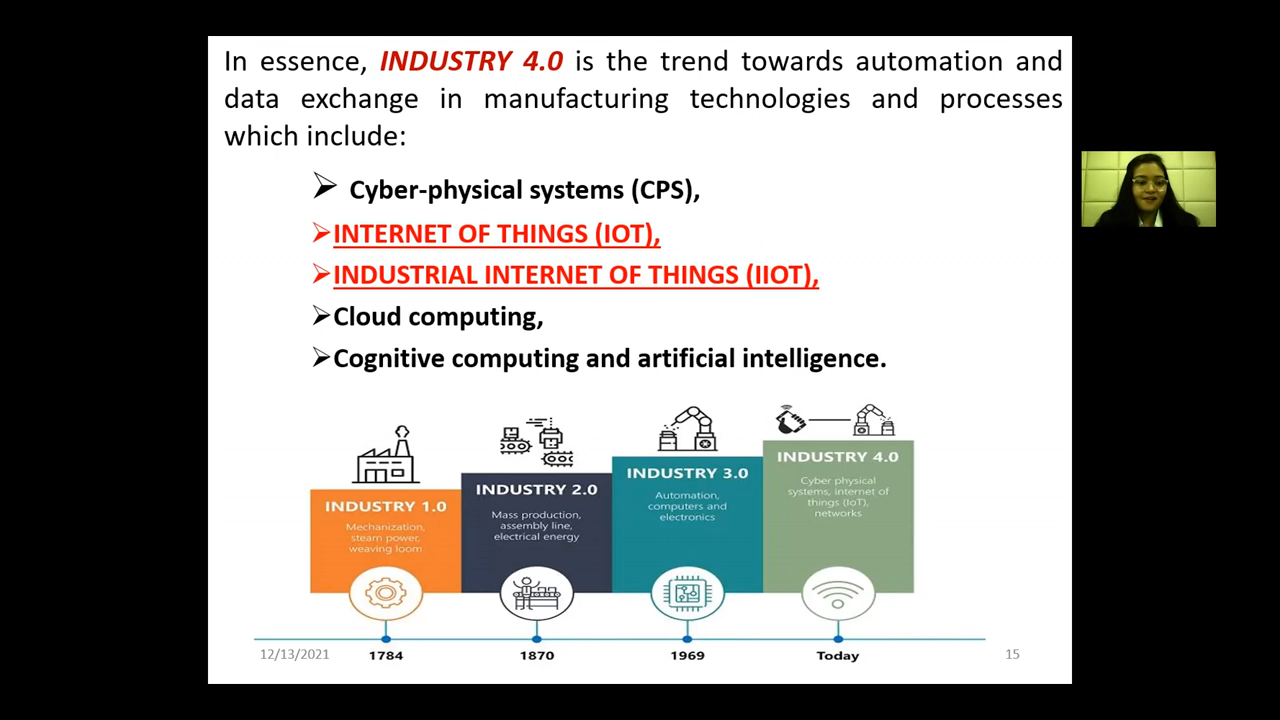 In essence, INDUSTRY 4.0 is the trend towards automation and
data exchange in manufacturing technologies and processes
which include:
Cyber-physical systems (CPS),
INTERNET OF THINGS (IOT),
INDUSTRIAL INTERNET OF THINGS (IIOT),
Cloud computing,
Cognitive computing and artificial intelligence.
INDUSTRY 1.0
Mechanization,
steam power,
weaving loom
INDUSTRY 2.0
Mass production,
assembly line,
electrical energy
INDUSTRY 3.0
Automation,
computers and
electronics
INDUSTRY 4.0
Cyber physical
systems, internet of
things (IoT),
networks
12/13/2021
1784
1870
1969
Today
15